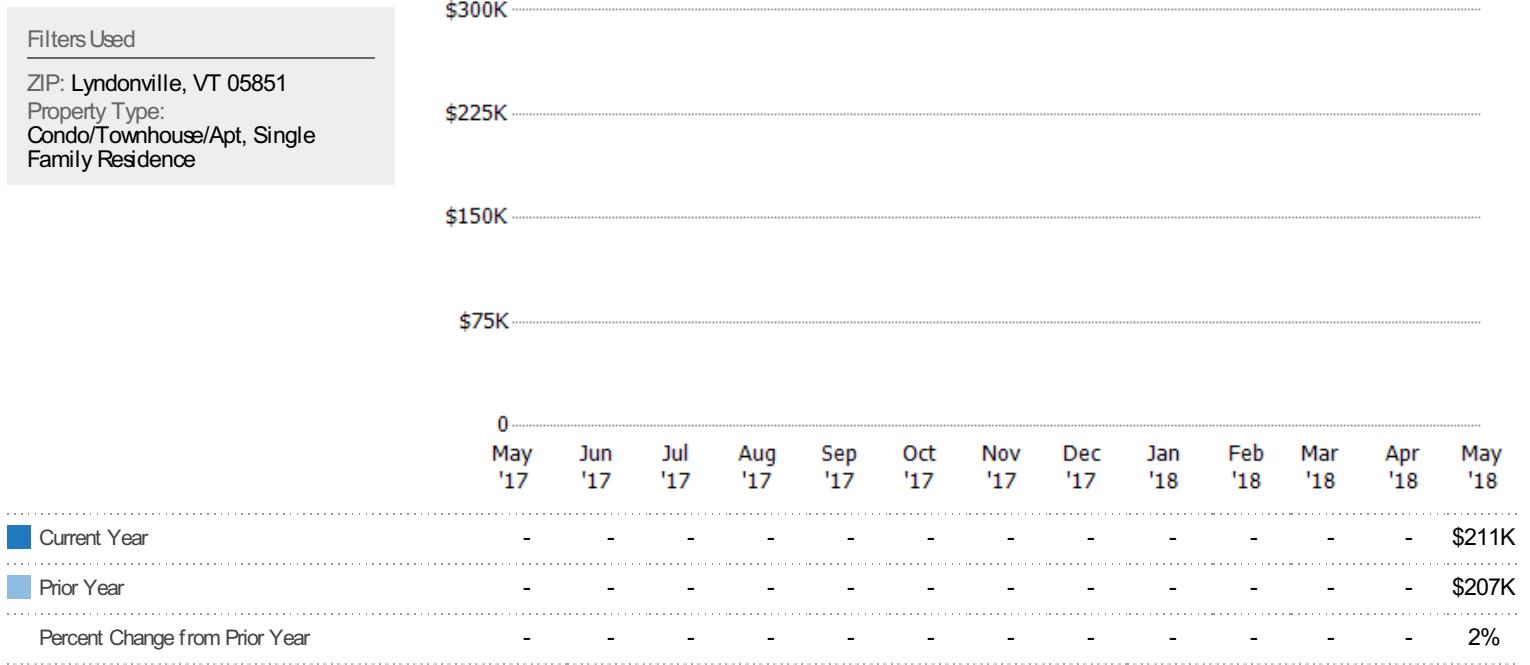 Filters Used
ZIP: Lyndonville, VT 05851
Property Type:
Condo/Townhouse/Apt, Single
Family Residence
$300K
$225K
$150K
$75K
0
May Jun Jul Aug Sep Oct Nov Dec Jan Feb Mar Apr May
'17 '17 '17 '17 '17 '17 '17 '17 '18 '18 '18 '18 '18
Current Year - - - - - - - - - - - - $211K
Prior Year - - - - - - - - - - - - $207K
Percent Change from Prior Year - - - - - - - - - - - - 2%